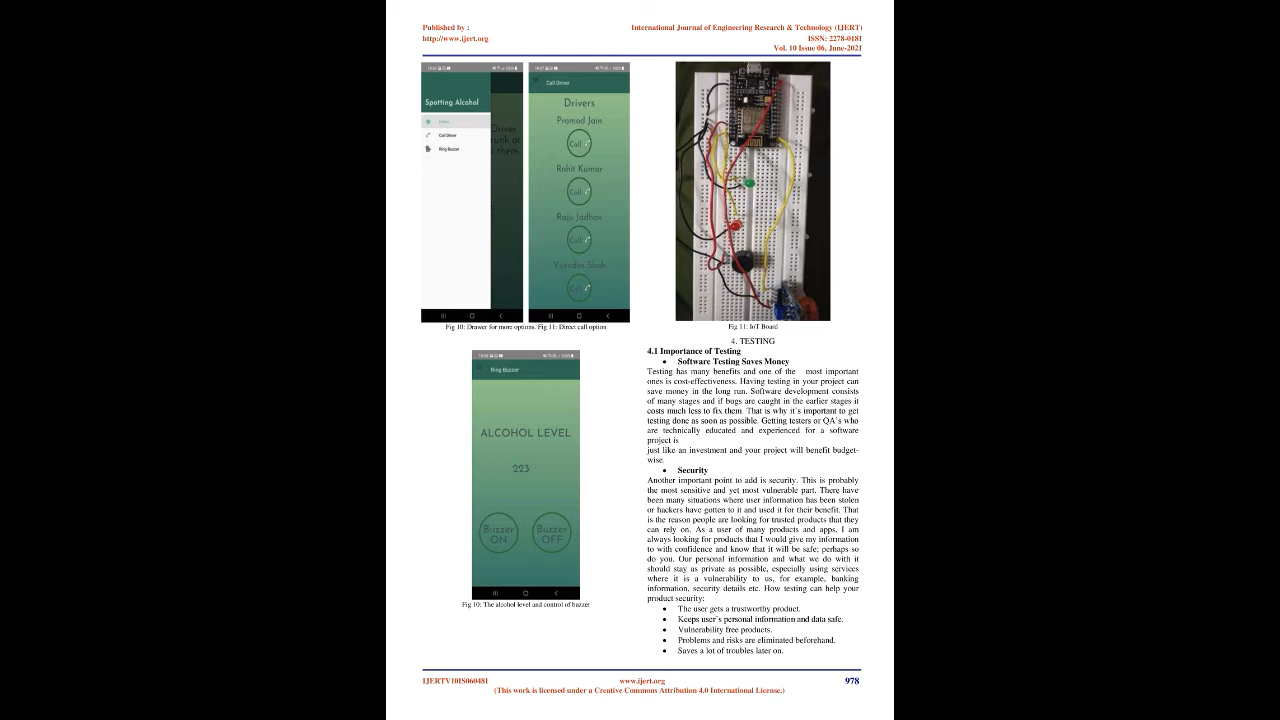 Published by :
http://www.ijert.org
International Journal of Engineering Research & Technology (IJERT)
ISSN: 2278-0181
Vol. 10 Issue 06, June-2021
Spotting Alcohol
Home
Call Driver
Ring Buzzer
Driver
unk or
them.
Call Driver
Drivers
Promod Jain
Call
Rohit Kumar
Call
Raju Jadhav
Call
Vijendra Shah
Call
Fig 10: Drawer for more options. Fig 11: Direct call option
Ring Buzzer
ALCOHOL LEVEL
223
Buzzer ON
Buzzer OFF
Fig 10: The alcohol level and control of buzzer
Fig 11: IoT Board
4. TESTING
4.1 Importance of Testing
• Software Testing Saves Money
Testing has many benefits and one of the most important
ones is cost-effectiveness. Having testing in your project can
save money in the long run. Software development consists
of many stages and if bugs are caught in the earlier stages it
costs much less to fix them. That is why it's important to get
testing done as soon as possible. Getting testers or QA's who
are technically educated and experienced for a software
project is
just like an investment and your project will benefit budget-
wise.
• Security
Another important point to add is security. This is probably
the most sensitive and yet most vulnerable part. There have
been many situations where user information has been stolen
or hackers have gotten to it and used it for their benefit. That
is the reason people are looking for trusted products that they
can rely on. As a user of many products and apps, I am
always looking for products that I would give my information
to with confidence and know that it will be safe; perhaps so
do you. Our personal information and what we do with it
should stay as private as possible, especially using services
where it is a vulnerability to us, for example, banking
information, security details etc. How testing can help your
product security:
• The user gets a trustworthy product.
• Keeps user's personal information and data safe.
• Vulnerability free products.
• Problems and risks are eliminated beforehand.
• Saves a lot of troubles later on.
IJERTV10IS060481
www.ijert.org
978
(This work is licensed under a Creative Commons Attribution 4.0 International License.)